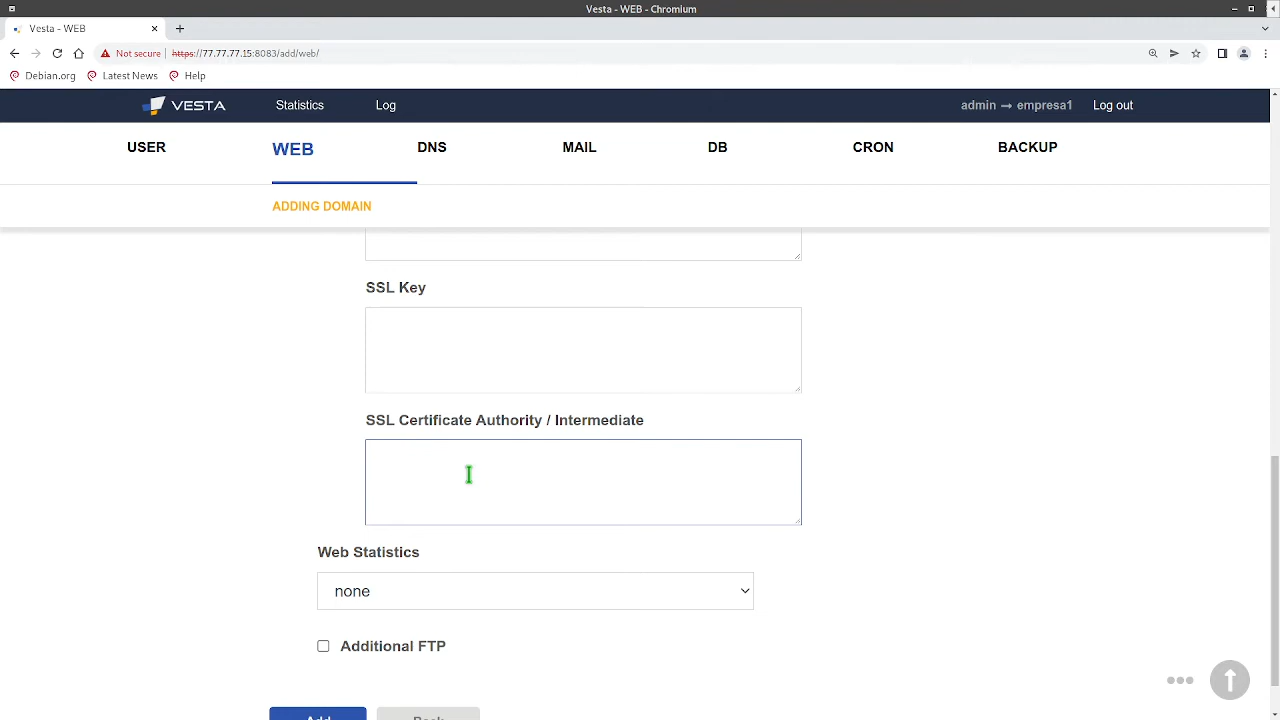 Vesta - WEB - Chromium
Vesta - WEB
Not secure https://77.77.77.15:8083/add/web/
Debian.org Latest News Help
VESTA Statistics Log admin → empresa1 Log out
USER WEB DNS MAIL DB CRON BACKUP
ADDING DOMAIN
SSL Key
SSL Certificate Authority / Intermediate
Web Statistics
none
Additional FTP
Add Back